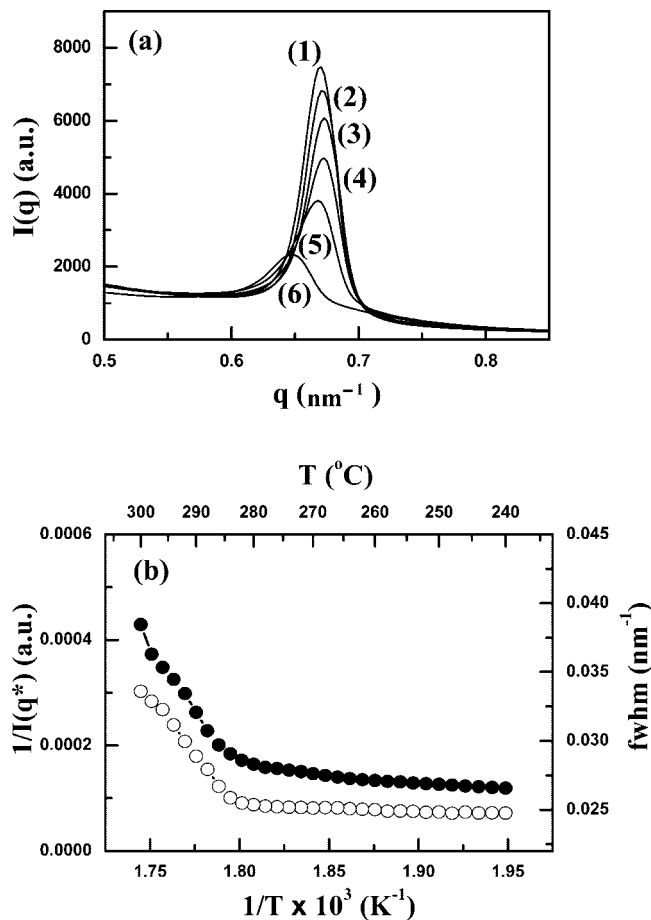 (a)
8000
6000
4000
2000
0
I(q) (a.u.)
(1)
(2)
(3)
(4)
(5)
(6)
0.5 0.6 0.7 0.8
q (nm⁻¹)
T (°C)
300 290 280 270 260 250 240
(b)
0.0006
0.0004
0.0002
0.0000
1/I(q*) (a.u.)
0.045
0.040
0.035
0.030
0.025
fwhm (nm⁻¹)
1.75 1.80 1.85 1.90 1.95
1/T x 10³ (K⁻¹)